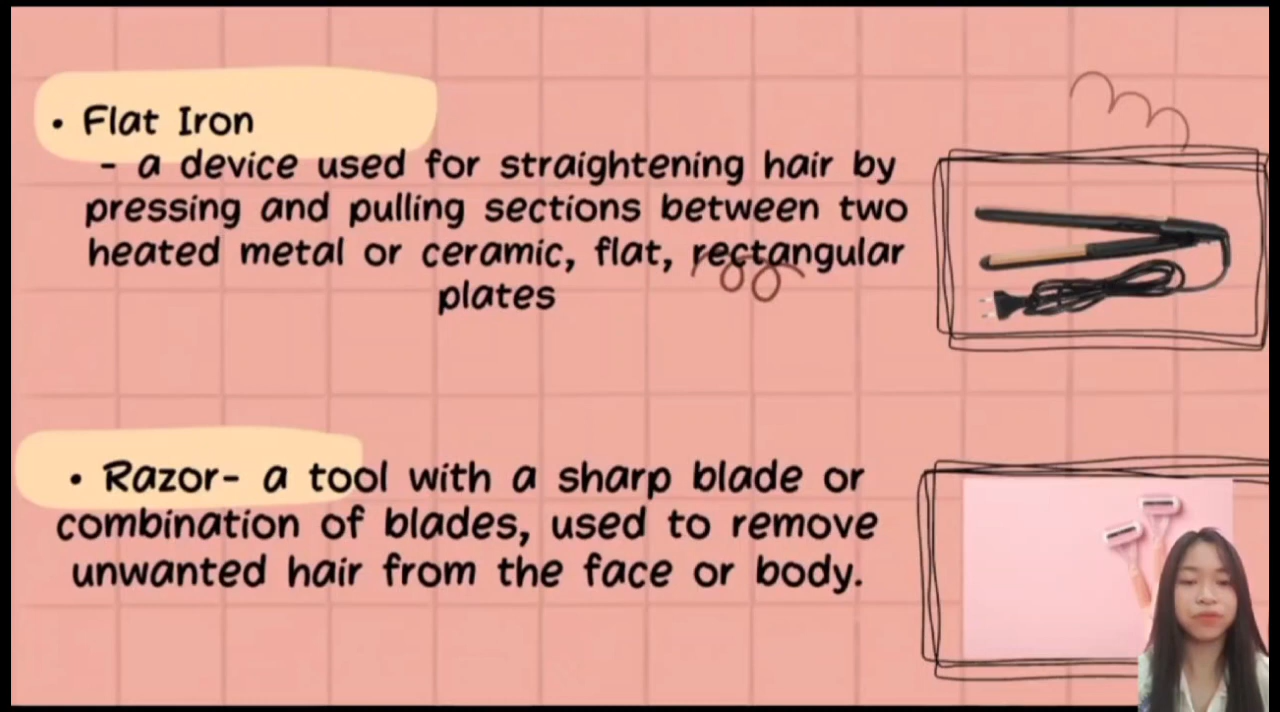 • Flat Iron
- a device used for straightening hair by
pressing and pulling sections between two
heated metal or ceramic, flat, rectangular
plates
• Razor- a tool with a sharp blade or
combination of blades, used to remove
unwanted hair from the face or body.